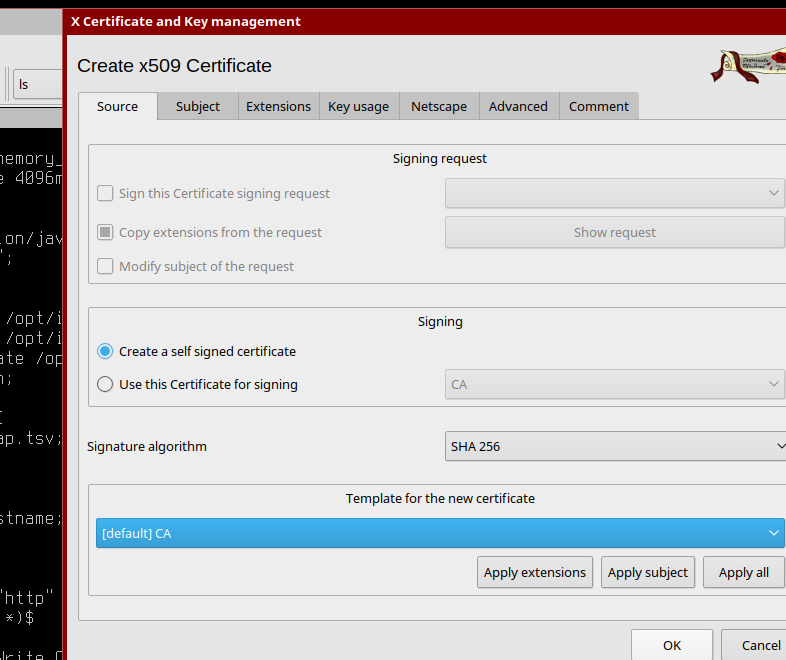 X Certificate and Key management
Create x509 Certificate
ls
Source Subject Extensions Key usage Netscape Advanced Comment
Signing request
Sign this Certificate signing request
Copy extensions from the request Show request
Modify subject of the request
Signing
Create a self signed certificate
Use this Certificate for signing CA
Signature algorithm SHA 256
Template for the new certificate
[default] CA
Apply extensions Apply subject Apply all
OK Cancel
memory_
e 4096m
ion/jav
";
/opt/i
/opt/i
ate /op
ap.tsv;
stname;
"http"
*)$